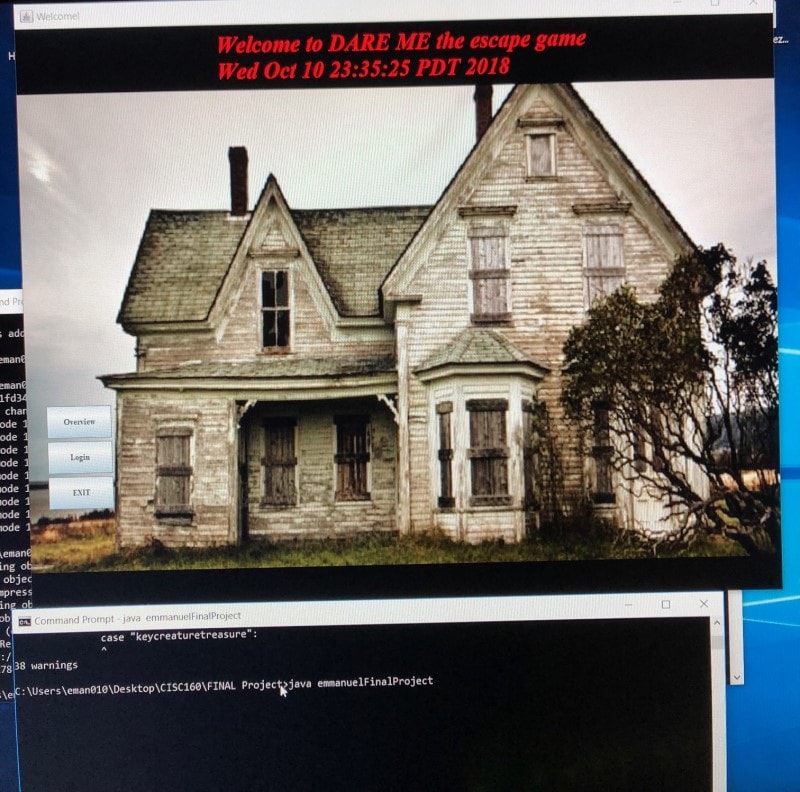 Welcome!
Welcome to DARE ME the escape game
Wed Oct 10 23:35:25 PDT 2018
Overview
Login
EXIT
Command Prompt - java emmanuelFinalProject
case "keycreaturetreasure":
^
38 warnings
C:\Users\eman010\Desktop\CISC160\FINAL Project>java emmanuelFinalProject